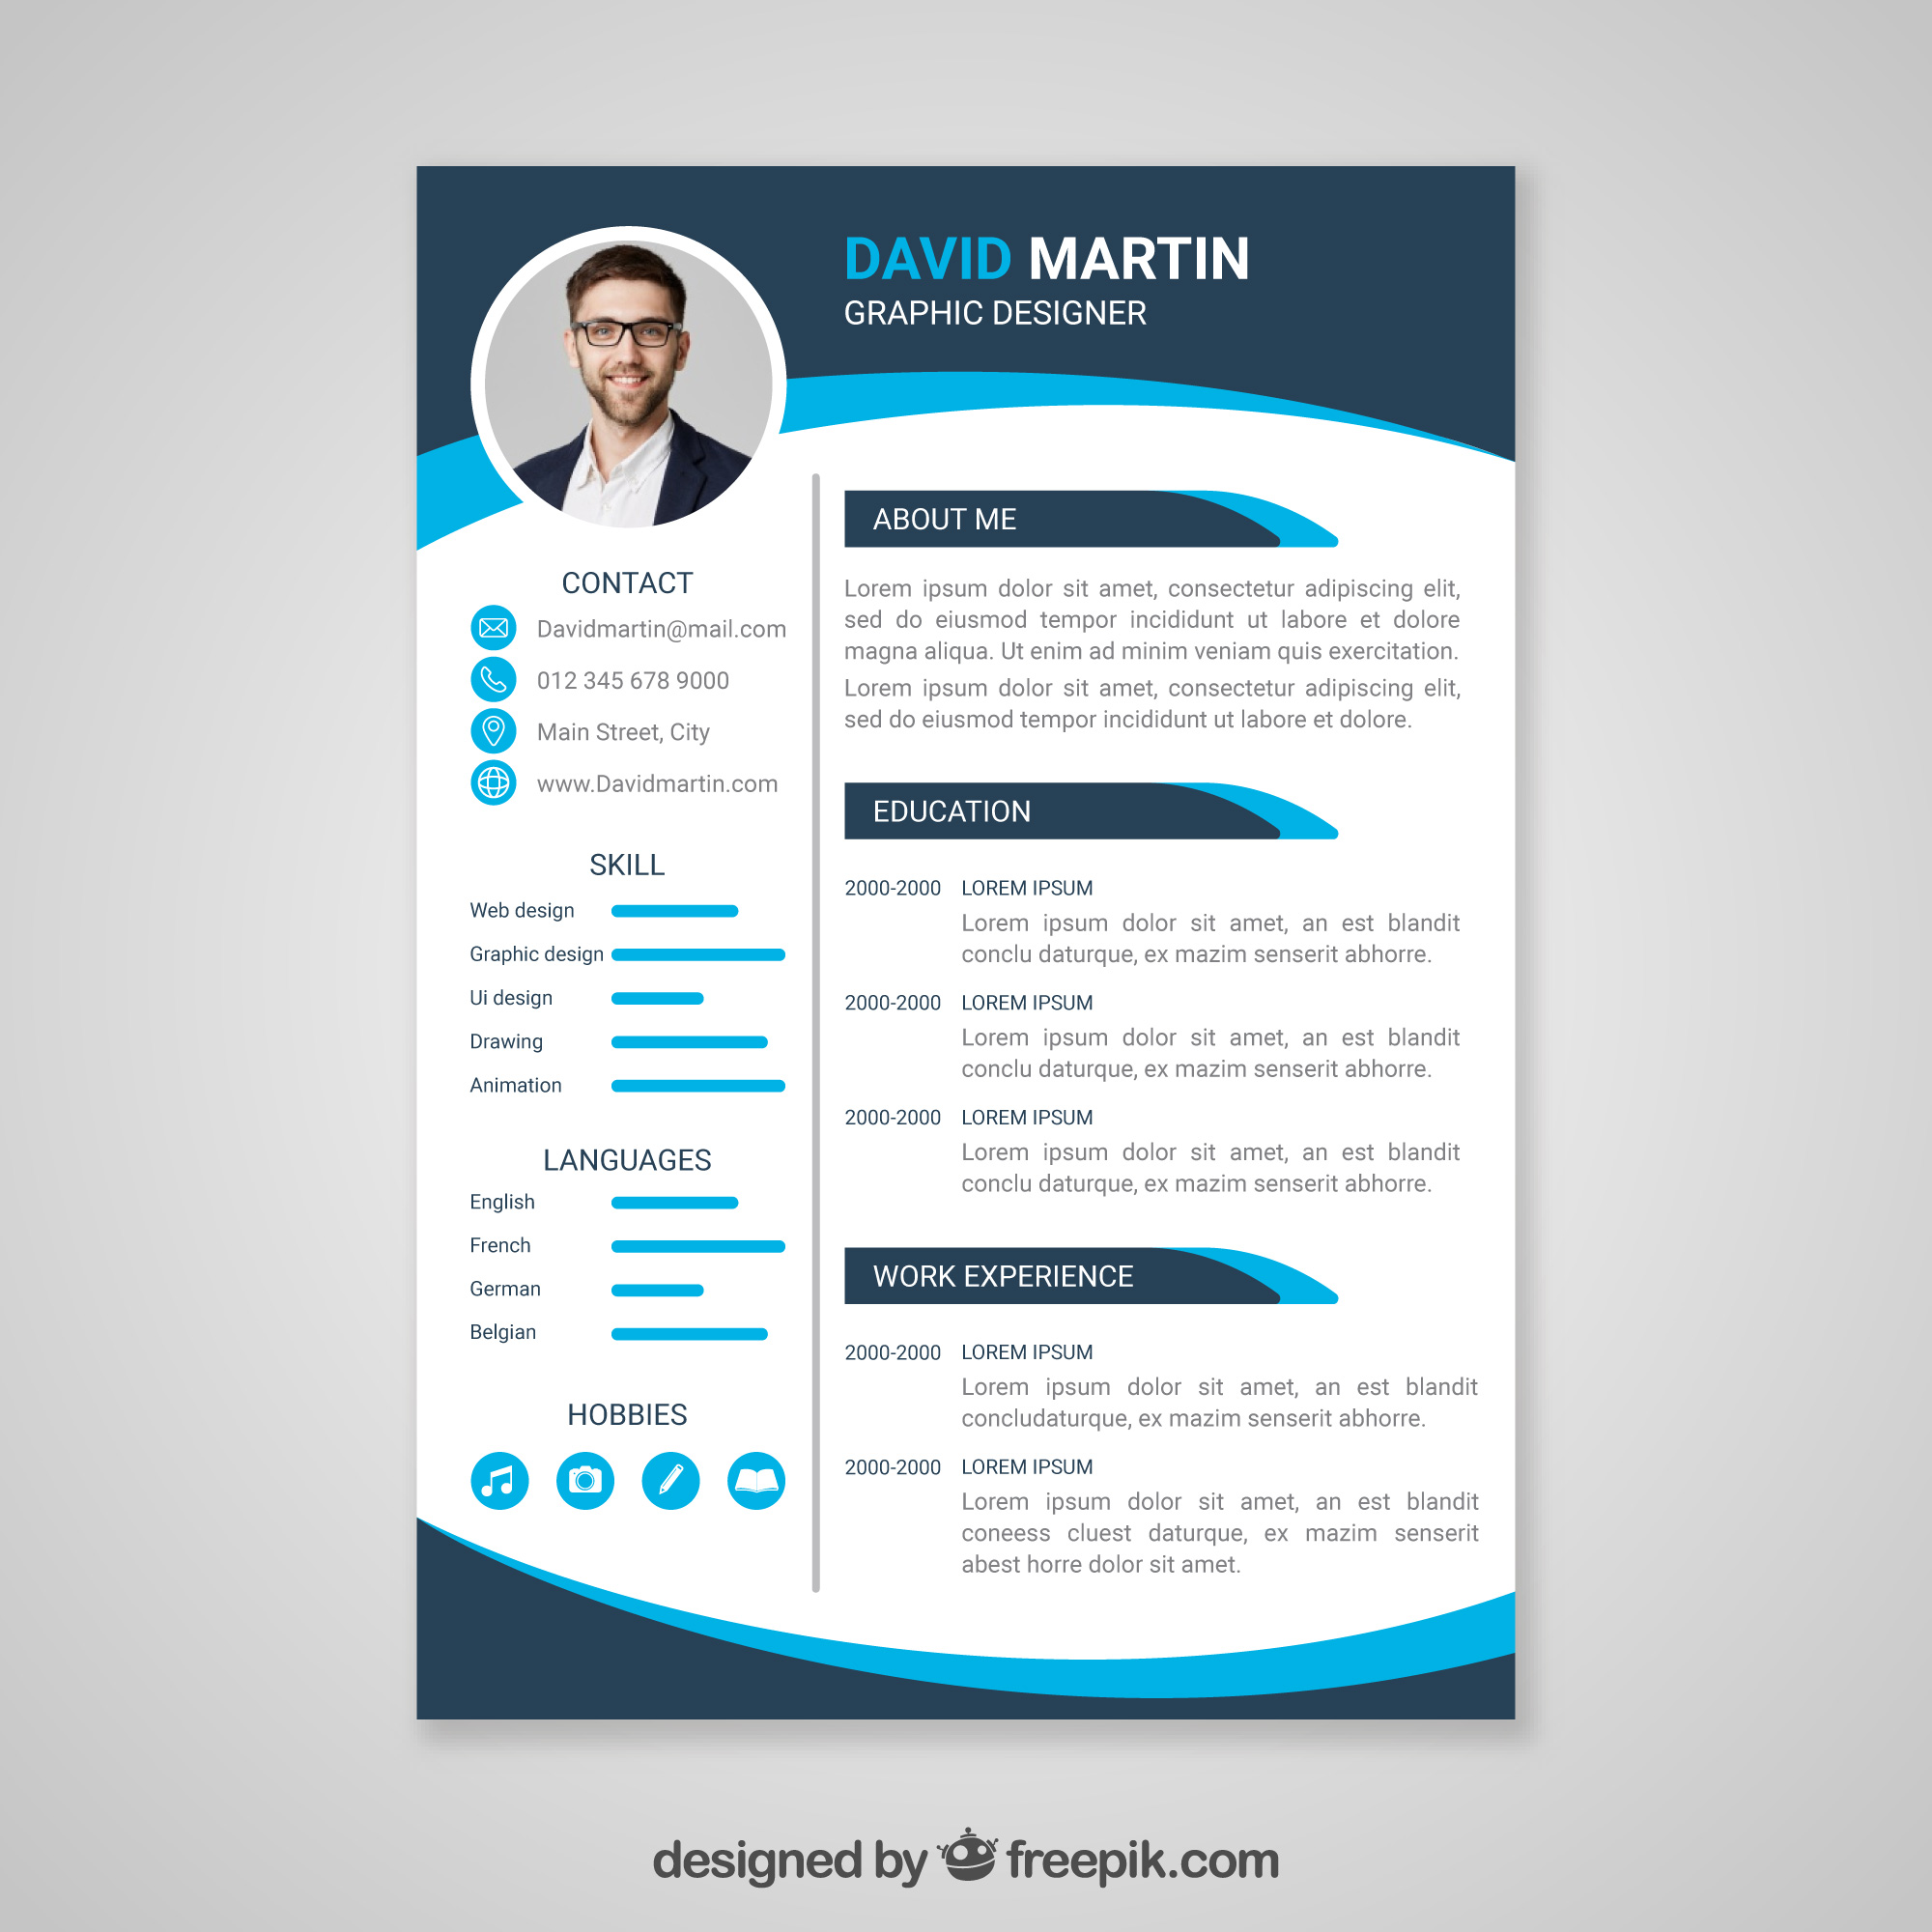 DAVID MARTIN
GRAPHIC DESIGNER
CONTACT
Davidmartin@mail.com
012 345 678 9000
Main Street, City
www.Davidmartin.com
SKILL
Web design
Graphic design
Ui design
Drawing
Animation
LANGUAGES
English
French
German
Belgian
HOBBIES
ABOUT ME
Lorem ipsum dolor sit amet, consectetur adipiscing elit,
sed do eiusmod tempor incididunt ut labore et dolore
magna aliqua. Ut enim ad minim veniam quis exercitation.
Lorem ipsum dolor sit amet, consectetur adipiscing elit,
sed do eiusmod tempor incididunt ut labore et dolore.
EDUCATION
2000-2000 LOREM IPSUM
Lorem ipsum dolor sit amet, an est blandit
conclu daturque, ex mazim senserit abhorre.
2000-2000 LOREM IPSUM
Lorem ipsum dolor sit amet, an est blandit
conclu daturque, ex mazim senserit abhorre.
2000-2000 LOREM IPSUM
Lorem ipsum dolor sit amet, an est blandit
conclu daturque, ex mazim senserit abhorre.
WORK EXPERIENCE
2000-2000 LOREM IPSUM
Lorem ipsum dolor sit amet, an est blandit
concludaturque, ex mazim senserit abhorre.
2000-2000 LOREM IPSUM
Lorem ipsum dolor sit amet, an est blandit
coneess cluest daturque, ex mazim senserit
abest horre dolor sit amet.
designed by freepik.com